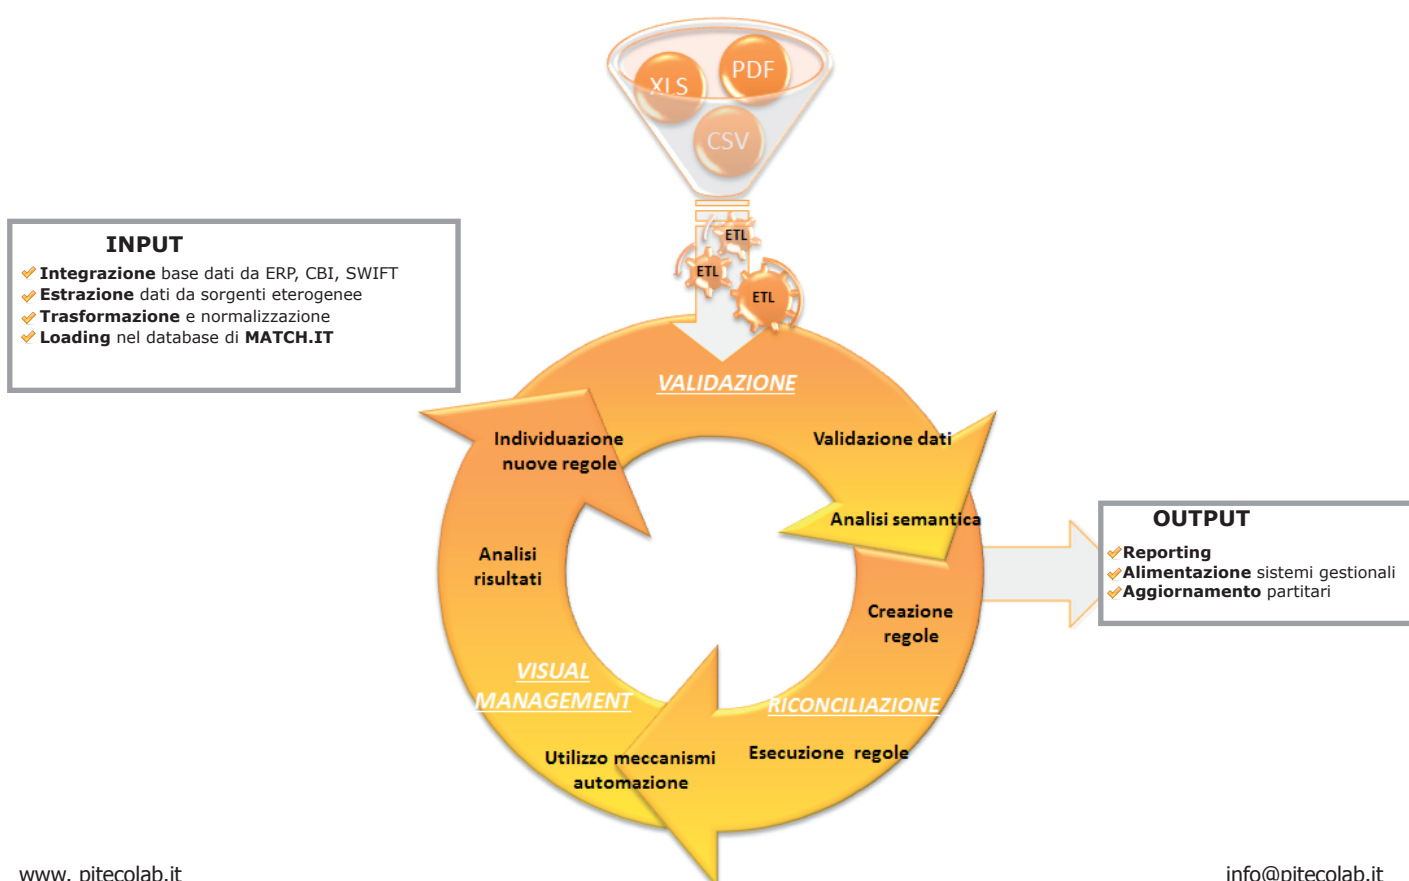 XLS
PDF
CSV
ETL
ETL
ETL
INPUT
Integrazione base dati da ERP, CBI, SWIFT
Estrazione dati da sorgenti eterogenee
Trasformazione e normalizzazione
Loading nel database di MATCH.IT
VALIDAZIONE
Validazione dati
Analisi semantica
Individuazione
nuove regole
Analisi
risultati
OUTPUT
Reporting
Alimentazione sistemi gestionali
Aggiornamento partitari
Creazione
regole
VISUAL
MANAGEMENT
RICONCILIAZIONE
Esecuzione regole
Utilizzo meccanismi
automazione
www. pitecolab.it
info@pitecolab.it